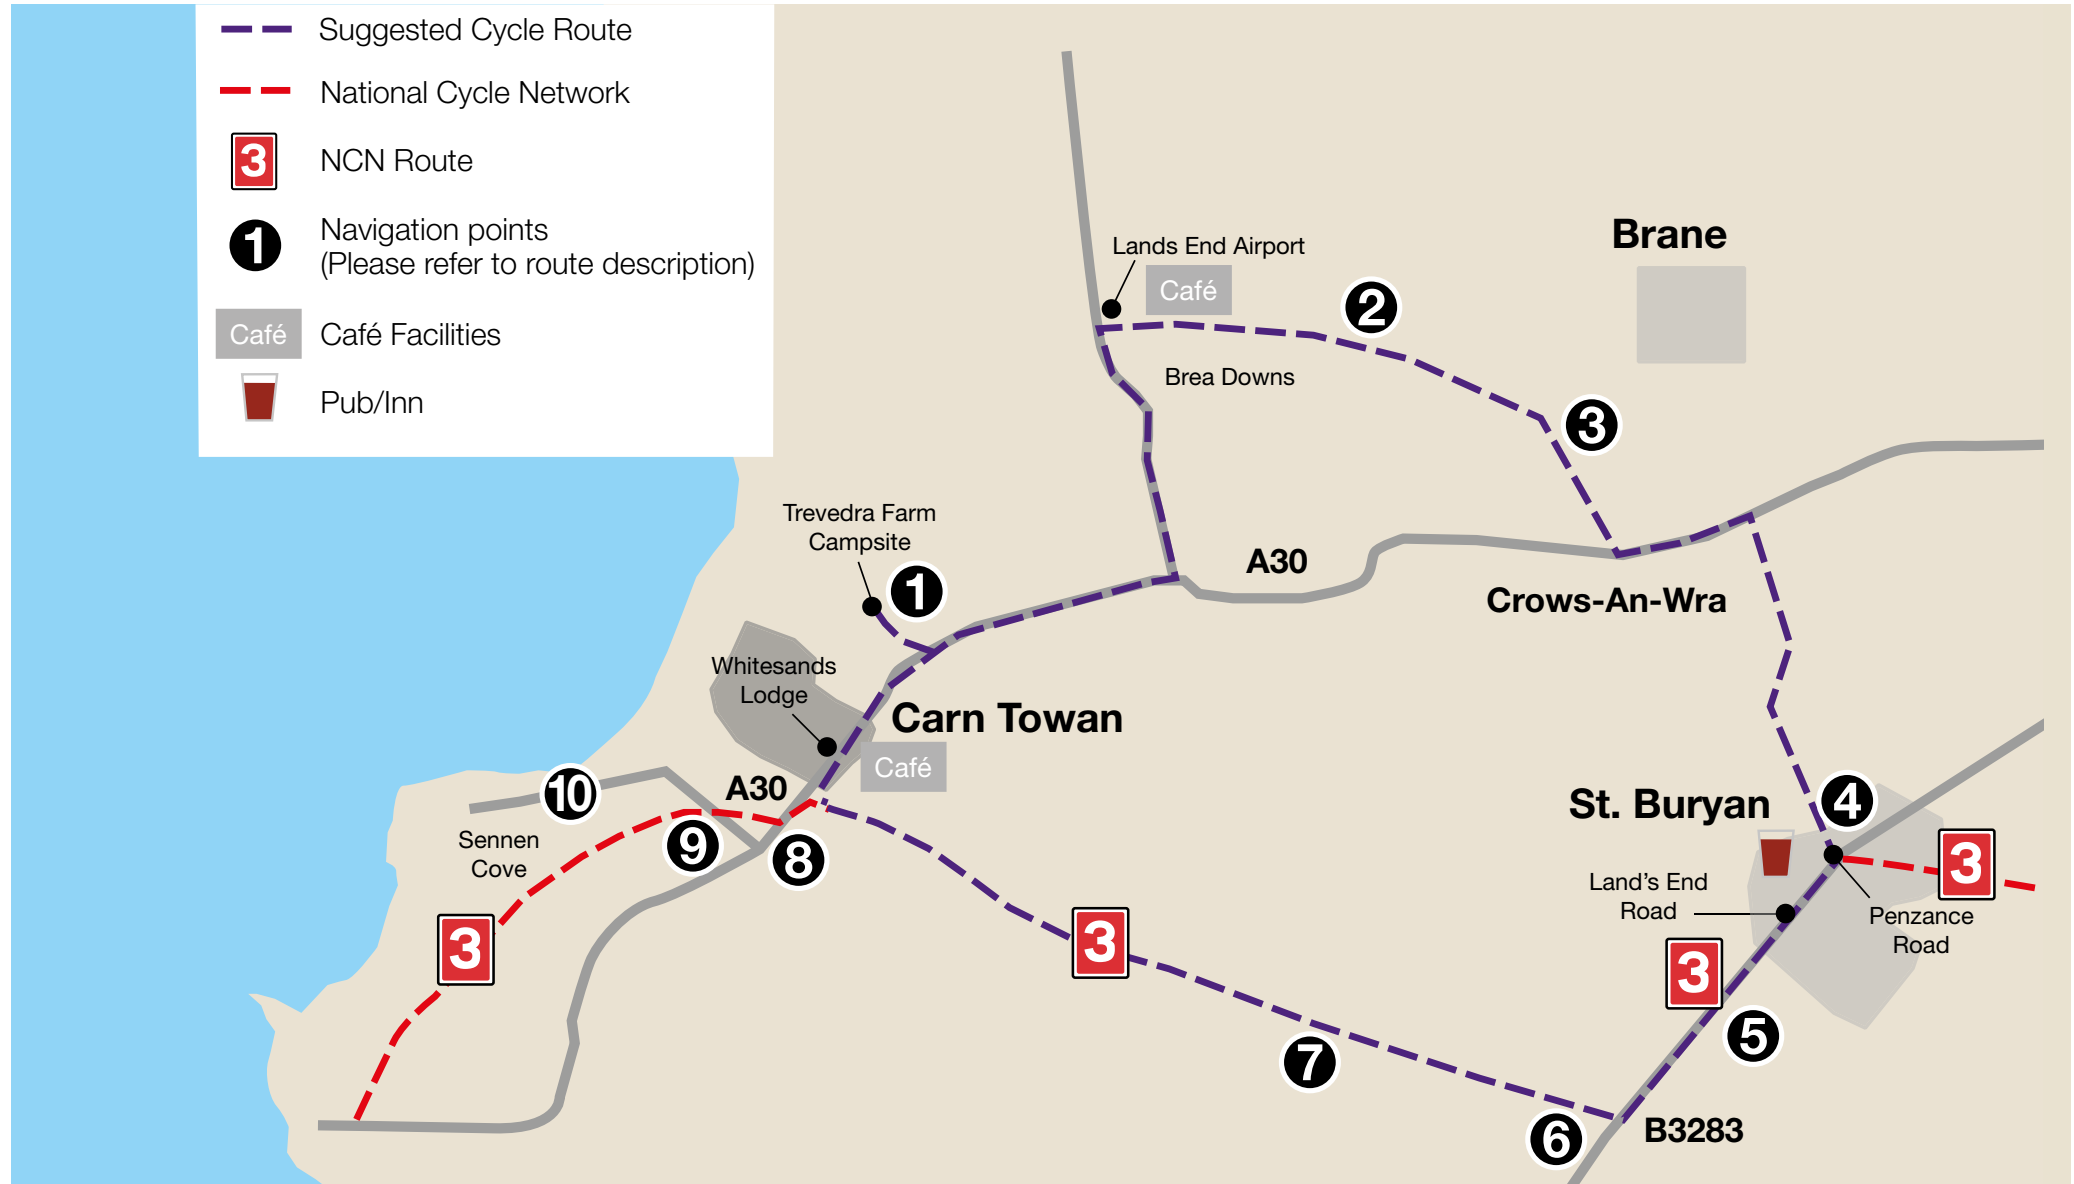 Suggested Cycle Route
National Cycle Network
3
NCN Route
1
Navigation points
(Please refer to route description)
Café
Café Facilities
Pub/Inn
Lands End Airport
Café
2
Brane
Brea Downs
3
Trevedra Farm
Campsite
1
A30
Crows-An-Wra
Whitesands
Lodge
Carn Towan
Café
A30
10
St. Buryan
4
Sennen
Cove
9
8
3
Land's End
Road
Penzance
Road
3
3
3
5
7
6
B3283